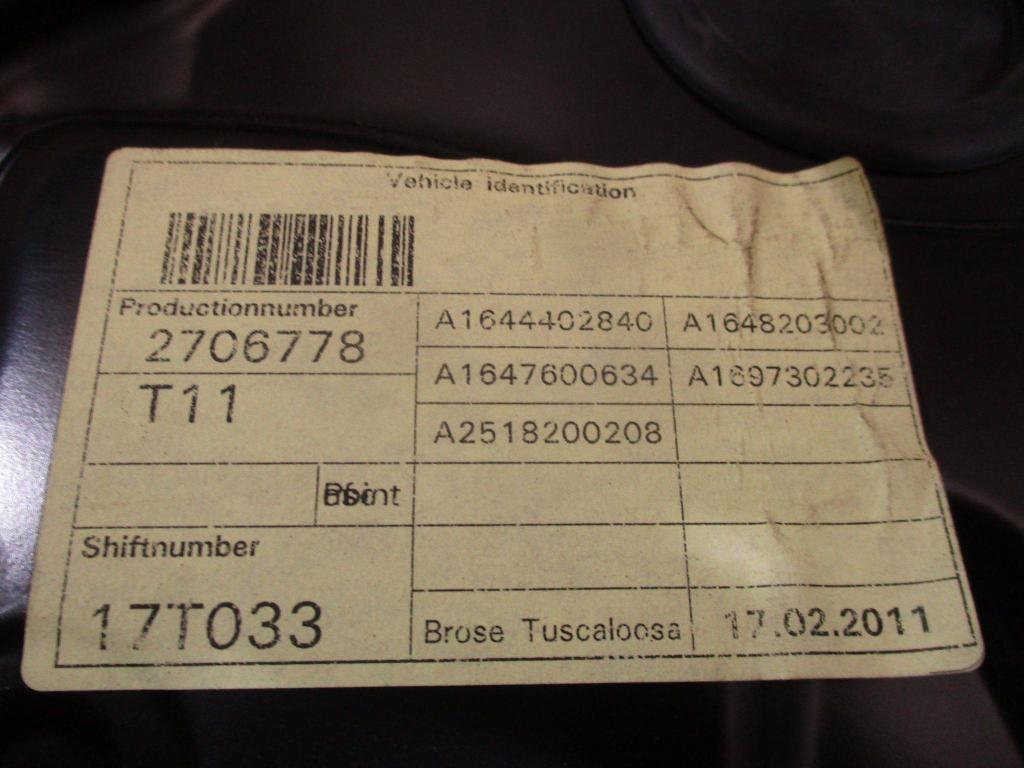 Vehicle identification
Productionnumber
2706778
A1644402840 A1648203002
T11
A1647600634 A1697302235
A2518200208
Shiftnumber
17T033
Brose Tuscaloosa 17.02.2011